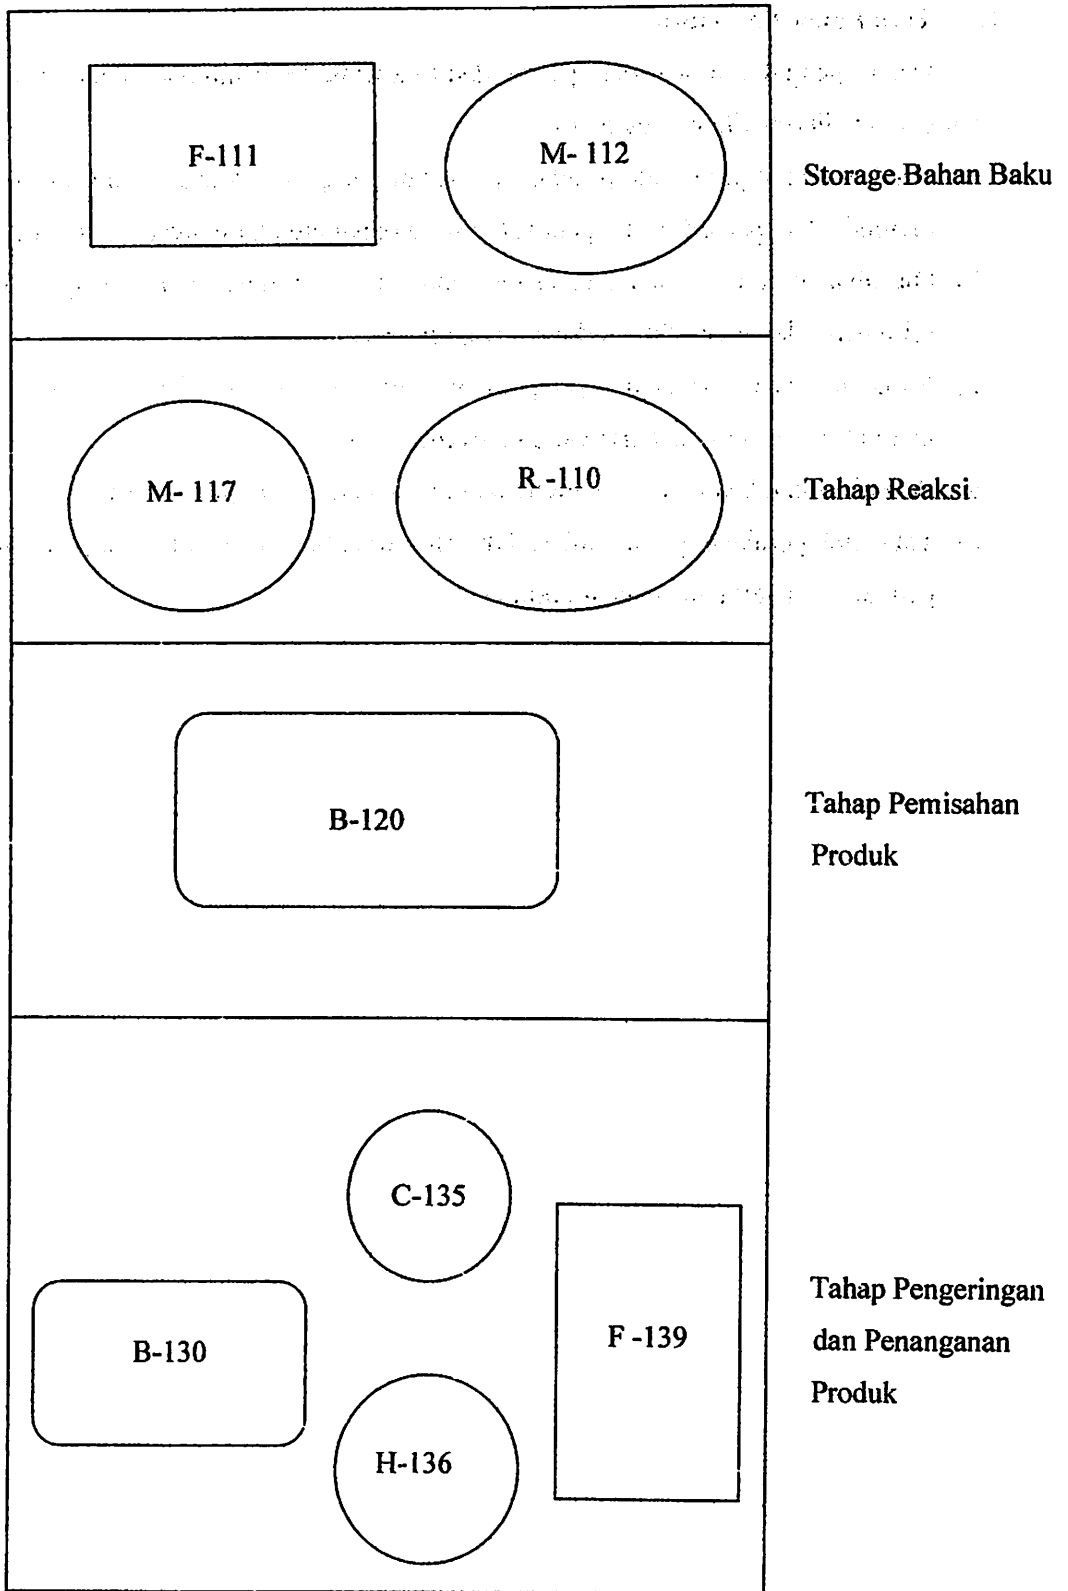 F-111
M- 112
Storage Bahan Baku
M- 117
R -110
Tahap Reaksi
B-120
Tahap Pemisahan
Produk
C-135
B-130
F -139
H-136
Tahap Pengeringan
dan Penanganan
Produk